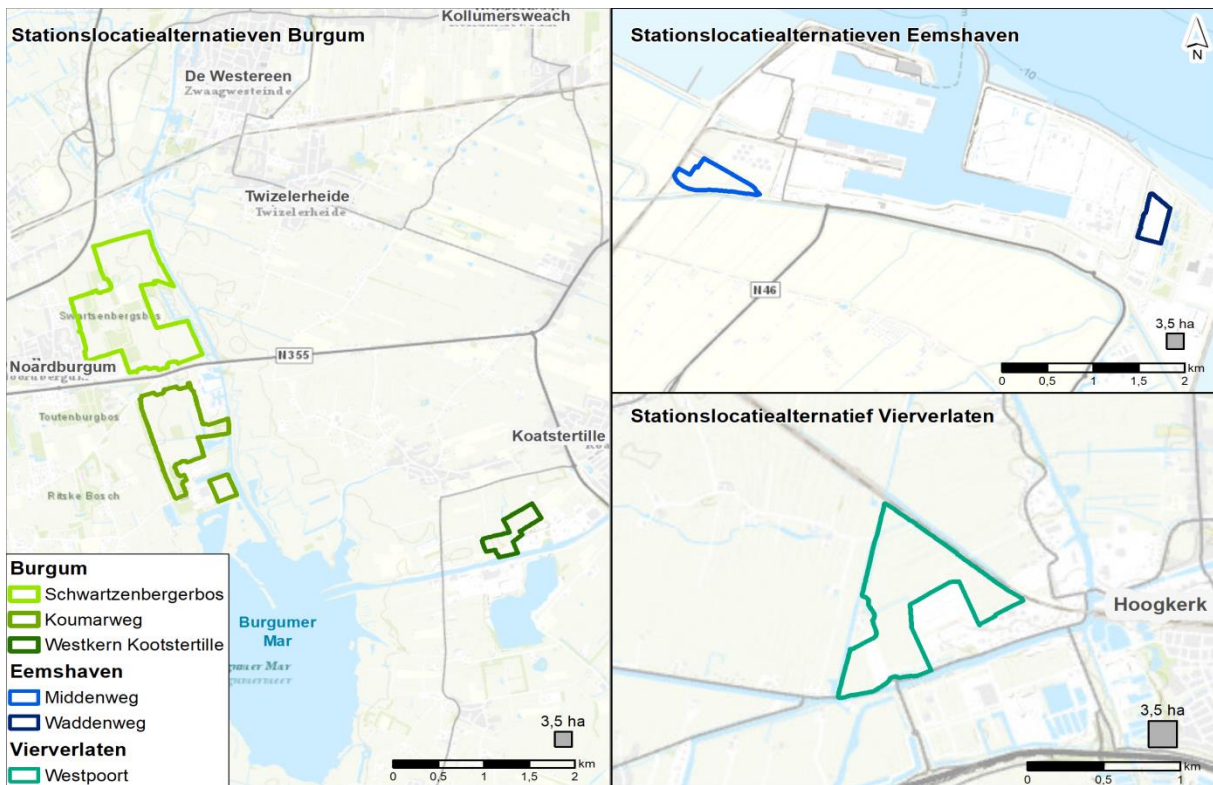 Stationslocatiealternatieven Burgum
Kollumersweach
De Westereen
Zwaagwesteinde
Twizelerheide
Twizelerheide
Swartsenbergsbos
N355
Noardburgum
Toutenburgbos
Koatstertille
Ritske Bosch
Burgumer
Mar
Burgum
Schwartzenbergerbos
Koumarweg
Westkern Kootstertille
Eemshaven
Middenweg
Waddenweg
Vierverlaten
Westpoort
3,5 ha
km
0 0,5 1 1,5 2
Stationslocatiealternatieven Eemshaven
N
-10
N46
3,5 ha
km
0 0,5 1 1,5 2
Stationslocatiealternatief Vierverlaten
Hoogkerk
3,5 ha
km
0 0,5 1